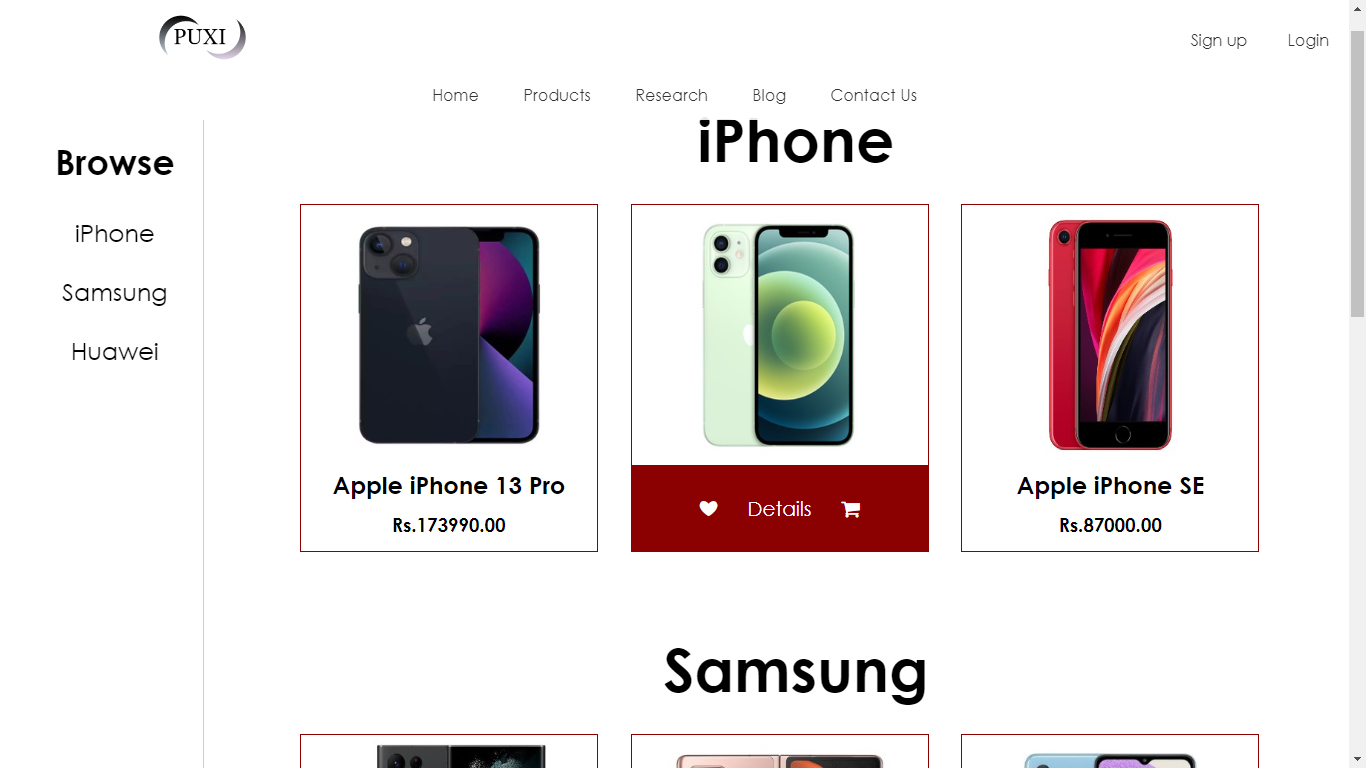 PUXI
Sign up
Login
Home
Products
Research
Blog
Contact Us
Browse
iPhone
Samsung
Huawei
iPhone
Apple iPhone 13 Pro
Rs.173990.00
Details
Apple iPhone SE
Rs.87000.00
Samsung